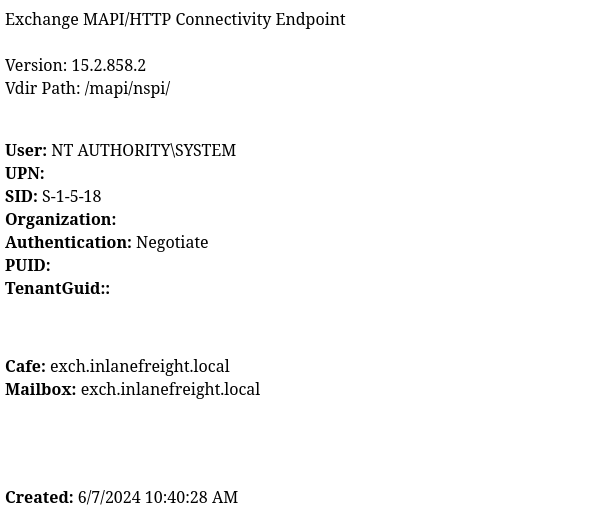 Exchange MAPI/HTTP Connectivity Endpoint
Version: 15.2.858.2
Vdir Path: /mapi/nspi/
User: NT AUTHORITY\SYSTEM
UPN:
SID: S-1-5-18
Organization:
Authentication: Negotiate
PUID:
TenantGuid::
Cafe: exch.inlanefreight.local
Mailbox: exch.inlanefreight.local
Created: 6/7/2024 10:40:28 AM